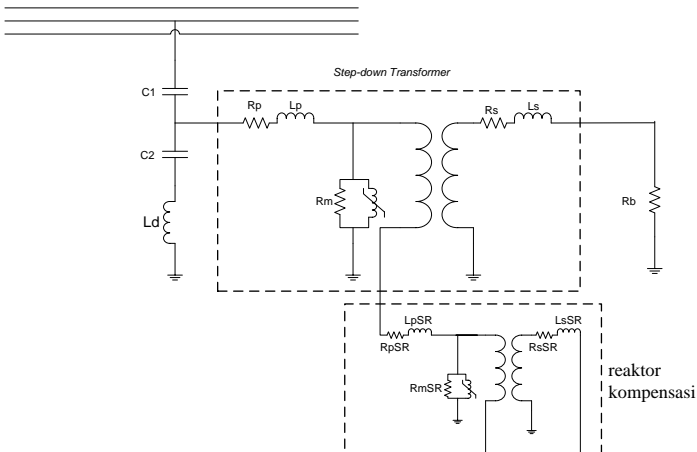 Step-down Transformer
C1
Rp
Lp
Rs
Ls
C2
Rm
Rb
Ld
LpSR
LsSR
RpSR
RsSR
RmSR
reaktor
kompensasi